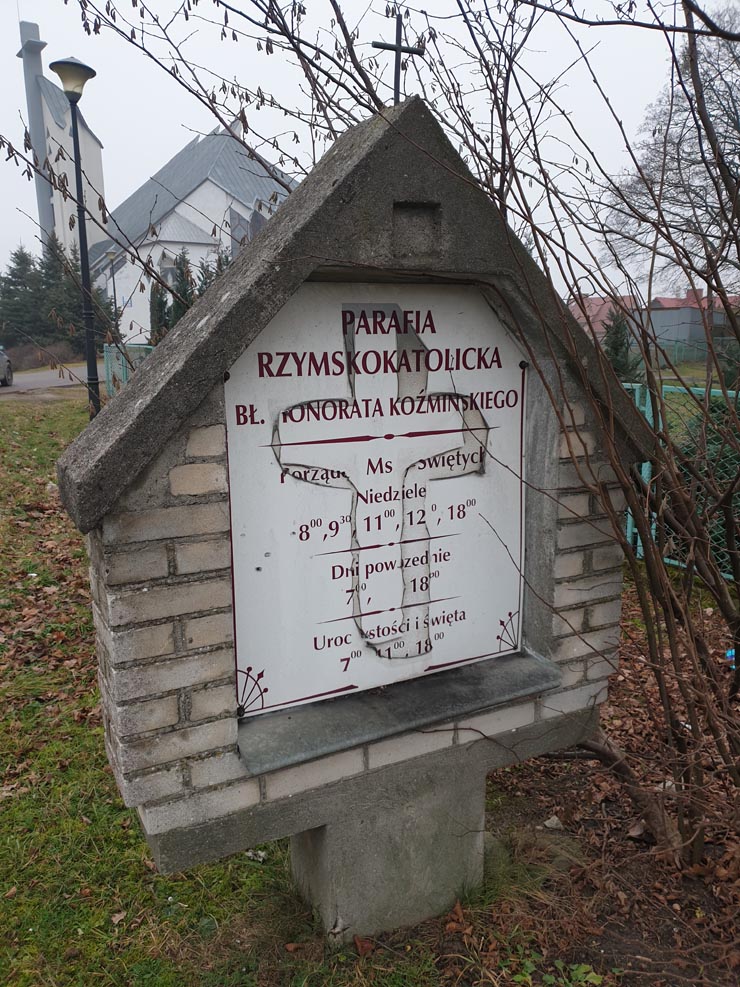 PARAFIA
RZYMSKOKATOLICKA
BŁ. HONORATA KOŹMIŃSKIEGO
Porządek Mszy Świętych
Niedziele
8⁰⁰, 9³⁰, 11⁰⁰, 12⁰⁰, 18⁰⁰
Dni powszednie
7⁰⁰, 18⁰⁰
Uroczystości i święta
7⁰⁰, 11⁰⁰, 18⁰⁰